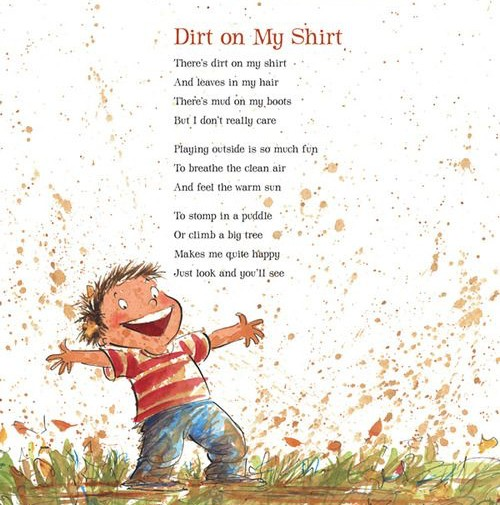 Dirt on My Shirt
There's dirt on my shirt
And leaves in my hair
There's mud on my boots
But I don't really care
Playing outside is so much fun
To breathe the clean air
And feel the warm sun
To stomp in a puddle
Or climb a big tree
Makes me quite happy
Just look and you'll see